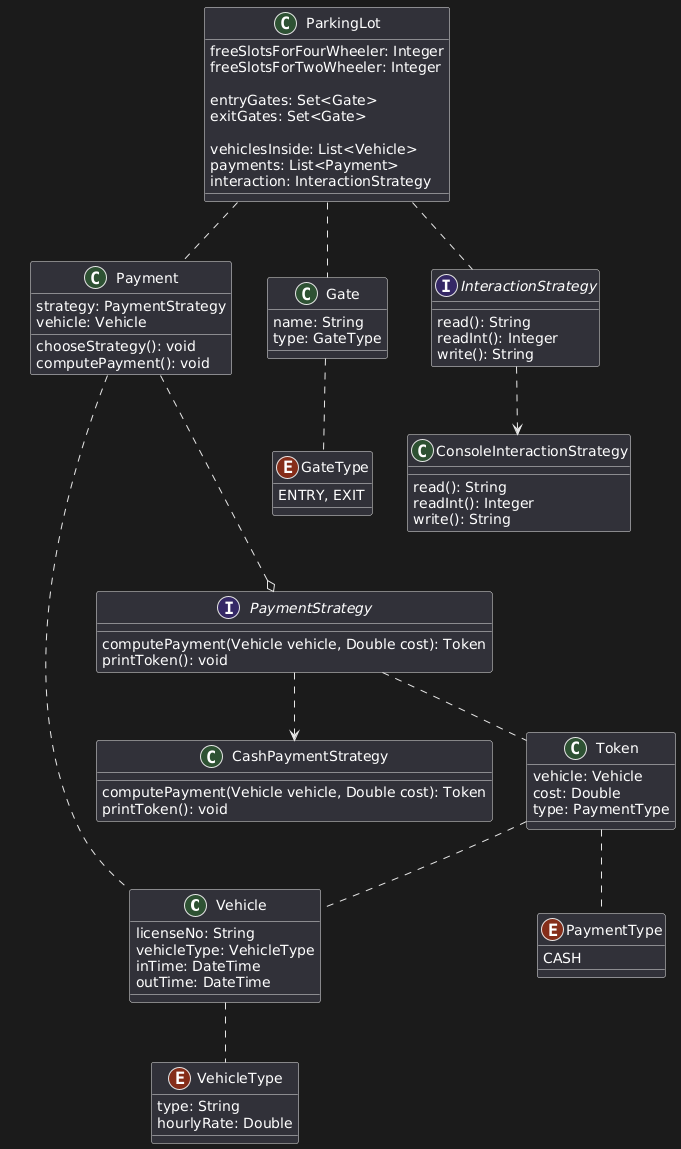 C ParkingLot
freeSlotsForFourWheeler: Integer
freeSlotsForTwoWheeler: Integer
entryGates: Set<Gate>
exitGates: Set<Gate>
vehiclesInside: List<Vehicle>
payments: List<Payment>
interaction: InteractionStrategy
C Payment
strategy: PaymentStrategy
vehicle: Vehicle
chooseStrategy(): void
computePayment(): void
C Gate
name: String
type: GateType
I InteractionStrategy
read(): String
readInt(): Integer
write(): String
E GateType
ENTRY, EXIT
C ConsoleInteractionStrategy
read(): String
readInt(): Integer
write(): String
I PaymentStrategy
computePayment(Vehicle vehicle, Double cost): Token
printToken(): void
C CashPaymentStrategy
computePayment(Vehicle vehicle, Double cost): Token
printToken(): void
C Token
vehicle: Vehicle
cost: Double
type: PaymentType
C Vehicle
licenseNo: String
vehicleType: VehicleType
inTime: DateTime
outTime: DateTime
E PaymentType
CASH
E VehicleType
type: String
hourlyRate: Double